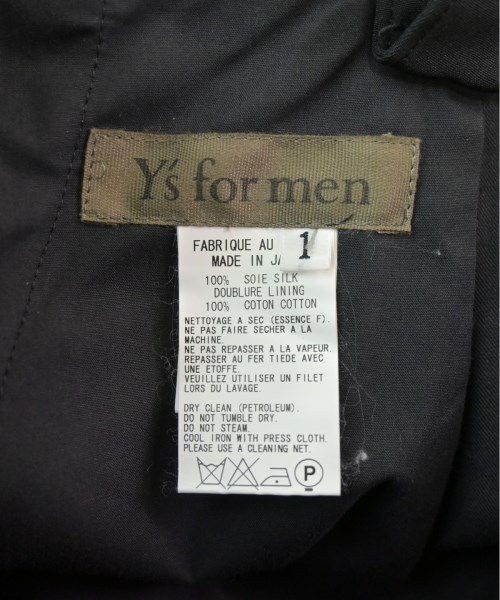 Y's for men
FABRIQUE AU
1
MADE IN JA
100% SOIE SILK
DOUBLURE LINING
100% COTON COTTON
NETTOYAGE A SEC (ESSENCE F).
NE PAS FAIRE SECHER A LA
MACHINE.
NE PAS REPASSER A LA VAPEUR.
REPASSER AU FER TIEDE AVEC
UNE ETOFFE.
VEUILLEZ UTILISER UN FILET
LORS DU LAVAGE.
DRY CLEAN (PETROLEUM).
DO NOT TUMBLE DRY.
DO NOT STEAM.
COOL IRON WITH PRESS CLOTH.
PLEASE USE A CLEANING NET.
P